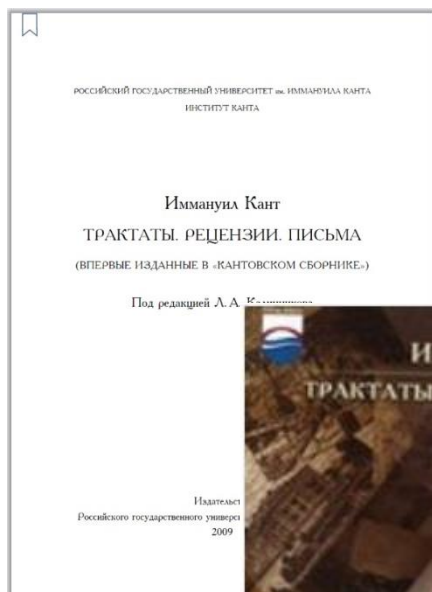 РОССИЙСКИЙ ГОСУДАРСТВЕННЫЙ УНИВЕРСИТЕТ им. ИММАНУИЛА КАНТА
ИНСТИТУТ КАНТА
Иммануил Кант
ТРАКТАТЫ. РЕЦЕНЗИИ. ПИСЬМА
(ВПЕРВЫЕ ИЗДАННЫЕ В «КАНТОВСКОМ СБОРНИКЕ»)
Под редакцией Л. А.
И
ТРАКТАТЫ
Издательст
Российского государственного универс
2009